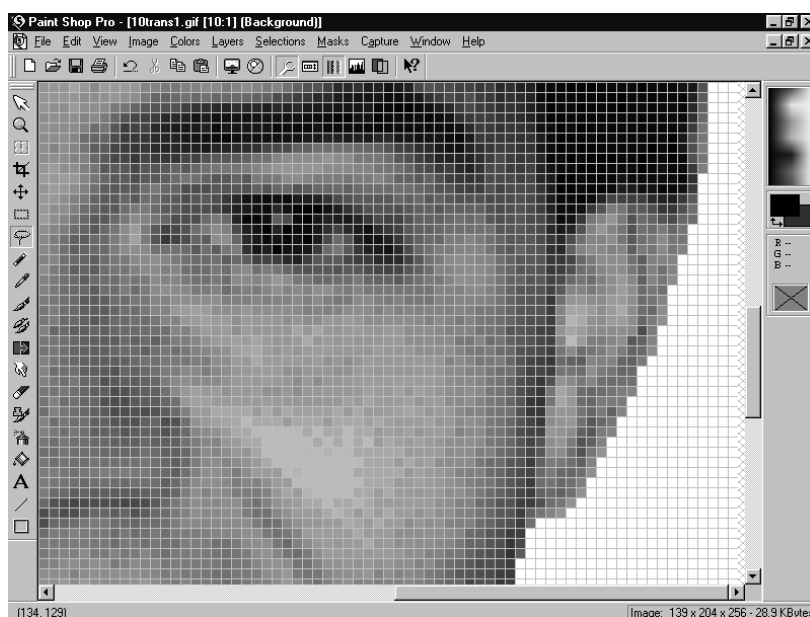 Paint Shop Pro - [10trans1.gif [10:1] (Background)]
File Edit View Image Colors Layers Selections Masks Capture Window Help
R --
G --
B --
A
(134, 129)
Image: 139 x 204 x 256 - 28.9 KBytes